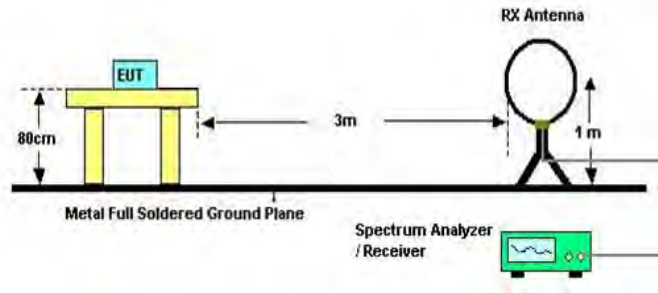 RX Antenna
EUT
3m
80cm
1 m
Metal Full Soldered Ground Plane
Spectrum Analyzer
/ Receiver